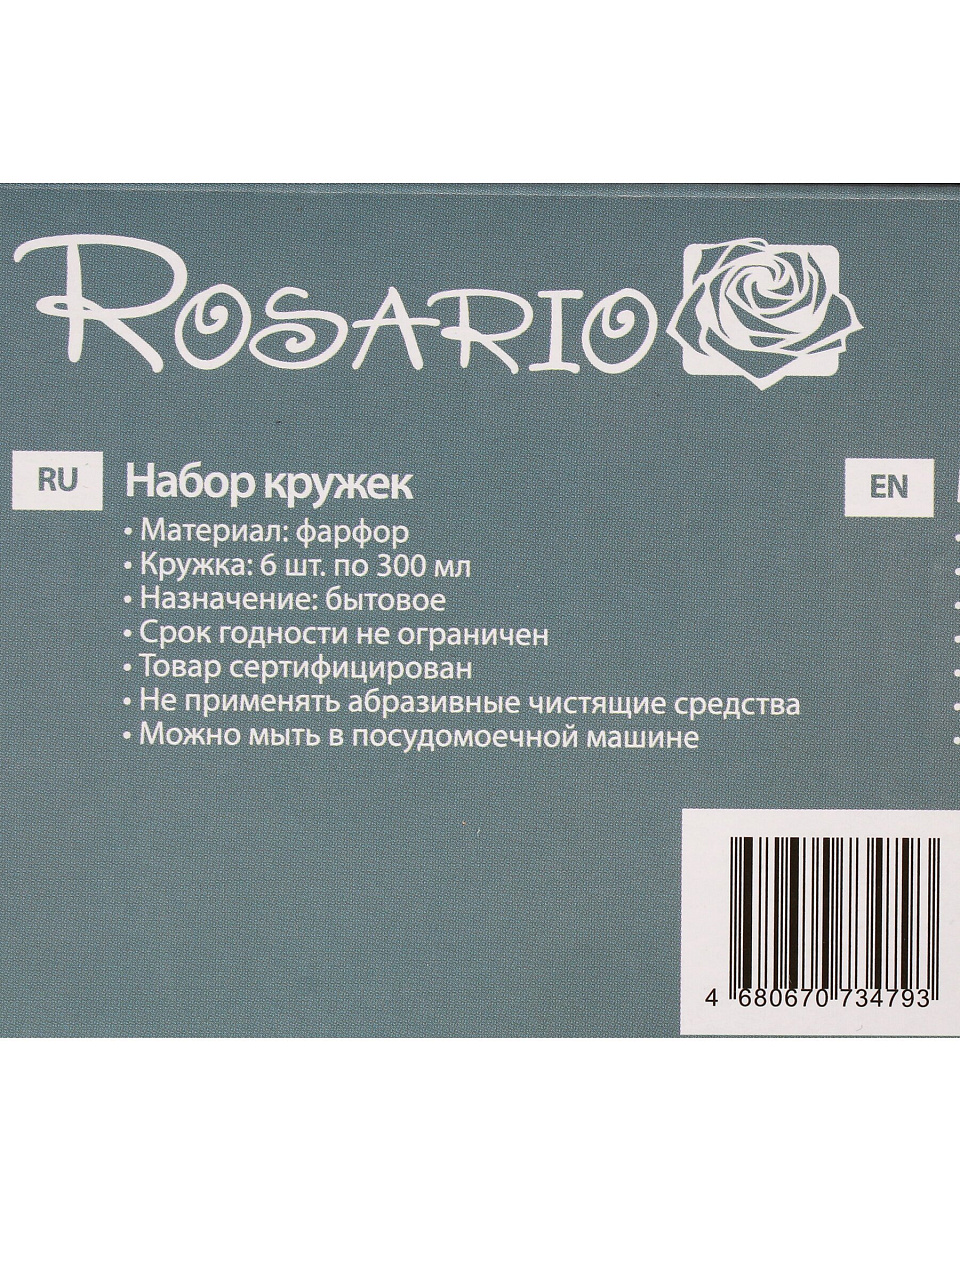 ROSARIO
RU
Набор кружек
• Материал: фарфор
• Кружка: 6 шт. по 300 мл
• Назначение: бытовое
• Срок годности не ограничен
• Товар сертифицирован
• Не применять абразивные чистящие средства
• Можно мыть в посудомоечной машине
EN
4 680670 734793